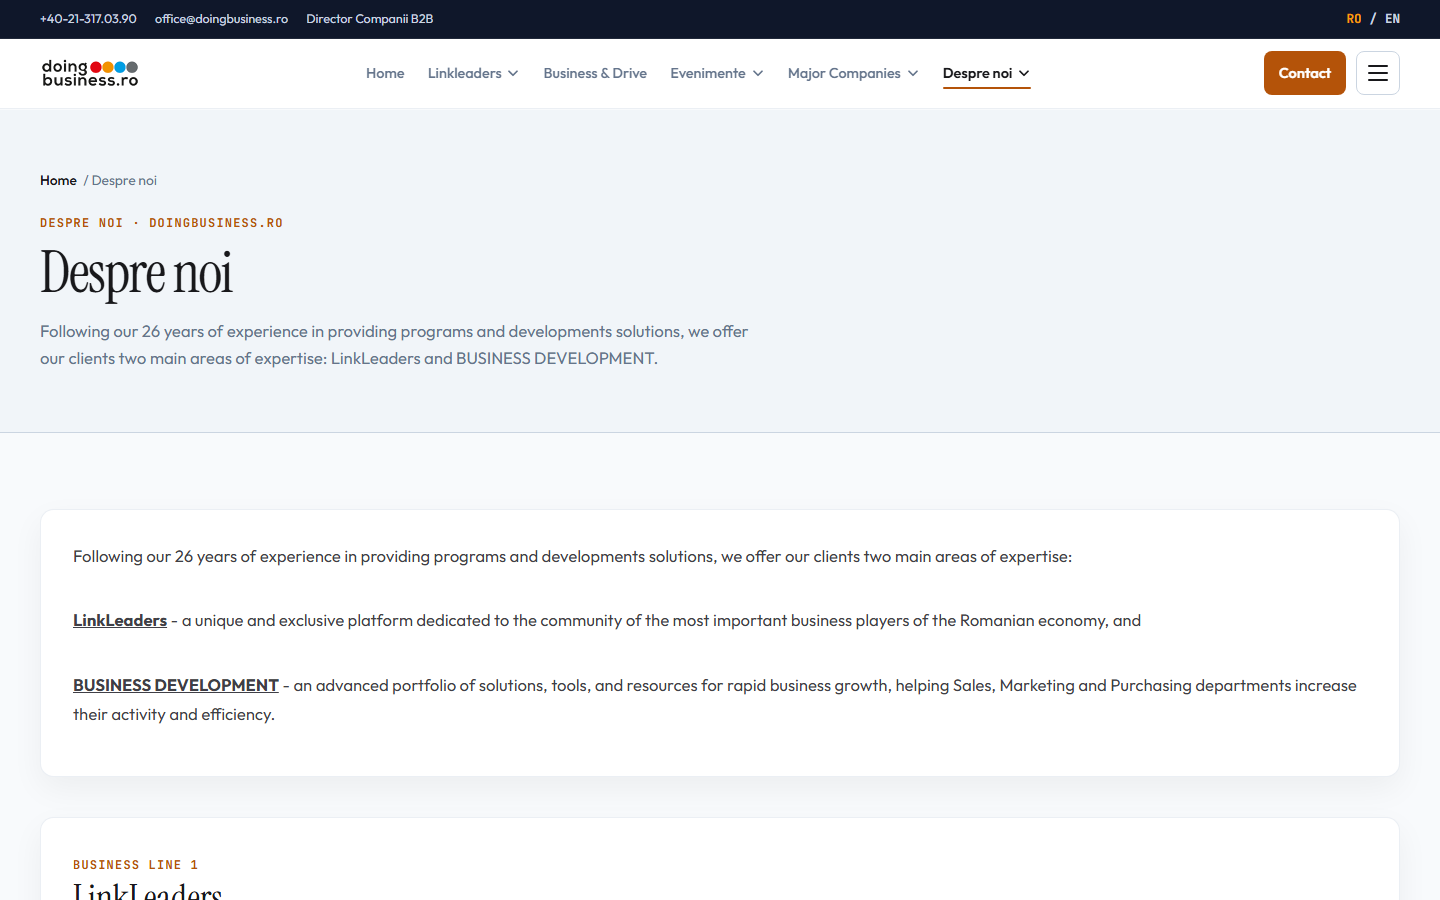 +40-21-317.03.90 office@doingbusiness.ro Director Companii B2B RO / EN
doing
business.ro
Home Linkleaders Business & Drive Evenimente Major Companies Despre noi Contact
Home / Despre noi
DESPRE NOI · DOINGBUSINESS.RO
Despre noi
Following our 26 years of experience in providing programs and developments solutions, we offer
our clients two main areas of expertise: LinkLeaders and BUSINESS DEVELOPMENT.
Following our 26 years of experience in providing programs and developments solutions, we offer our clients two main areas of expertise:
LinkLeaders - a unique and exclusive platform dedicated to the community of the most important business players of the Romanian economy, and
BUSINESS DEVELOPMENT - an advanced portfolio of solutions, tools, and resources for rapid business growth, helping Sales, Marketing and Purchasing departments increase
their activity and efficiency.
BUSINESS LINE 1
LinkLeaders